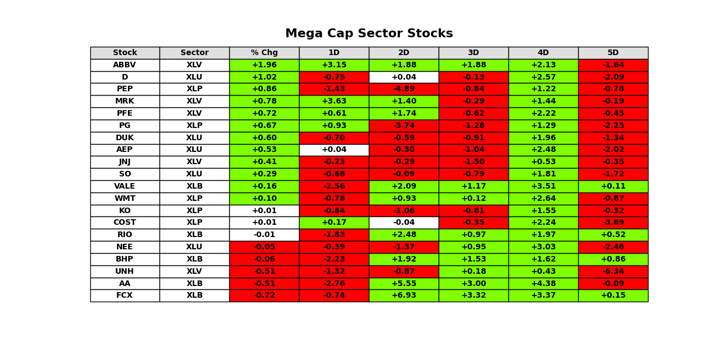 Mega Cap Sector Stocks
Stock Sector % Chg 1D 2D 3D 4D 5D
ABBV XLV +1.96 +3.15 +1.88 +1.88 +2.13 -1.64
D XLU +1.02 -0.75 +0.04 -0.13 +2.57 -2.09
PEP XLP +0.86 -1.43 -4.89 -0.84 +1.22 -0.78
MRK XLV +0.78 +3.63 +1.40 -0.29 +1.44 -0.19
PFE XLV +0.72 +0.61 +1.74 -0.62 +2.22 -0.45
PG XLP +0.67 +0.93 -3.74 -1.26 +1.29 -2.25
DUK XLU +0.60 -0.70 -0.59 -0.91 +1.96 -1.34
AEP XLU +0.53 +0.04 -0.30 -1.04 +2.48 -2.02
JNJ XLV +0.41 -0.23 -0.29 -1.50 +0.53 -0.35
SO XLU +0.29 -0.68 -0.09 -0.79 +1.81 -1.72
VALE XLB +0.16 -2.56 +2.09 +1.17 +3.51 +0.11
WMT XLP +0.10 -0.78 +0.93 +0.12 +2.64 -0.87
KO XLP +0.01 -0.84 -1.06 -0.81 +1.55 -0.32
COST XLP +0.01 +0.17 -0.04 -0.35 +2.24 -3.69
RIO XLB -0.01 -1.83 +2.48 +0.97 +1.97 +0.52
NEE XLU -0.05 -0.39 -1.37 +0.95 +3.03 -2.46
BHP XLB -0.06 -2.23 +1.92 +1.53 +1.62 +0.86
UNH XLV -0.51 -1.32 -0.87 +0.18 +0.43 -6.34
AA XLB -0.51 -2.76 +5.55 +3.00 +4.38 -0.09
FCX XLB -0.72 -0.74 +6.93 +3.32 +3.37 +0.15